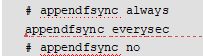 # appendfsync always
appendfsync everysec
# appendfsync no